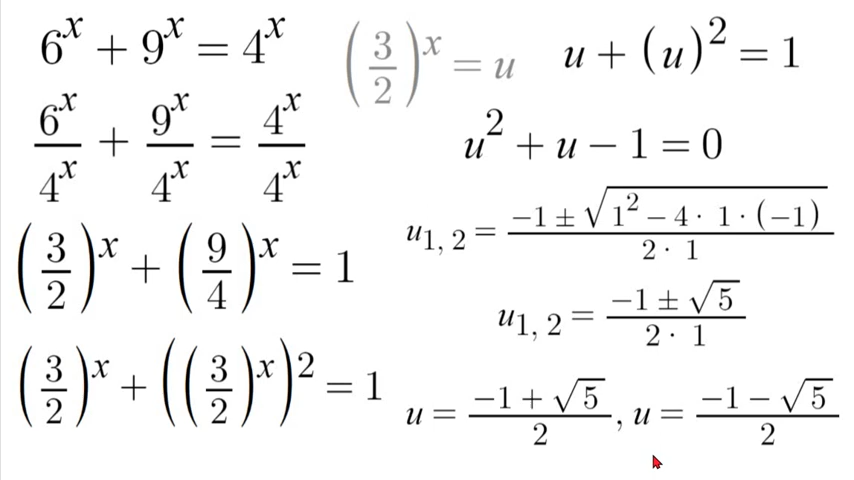 6^x + 9^x = 4^x
6^x/4^x + 9^x/4^x = 4^x/4^x
(3/2)^x + (9/4)^x = 1
(3/2)^x + ((3/2)^x)^2 = 1
(3/2)^x = u
u + (u)^2 = 1
u^2 + u − 1 = 0
u_{1, 2} = (−1 ± √(1^2 − 4 · 1 · (−1)))/(2 · 1)
u_{1, 2} = (−1 ± √5)/(2 · 1)
u = (−1 + √5)/2, u = (−1 − √5)/2